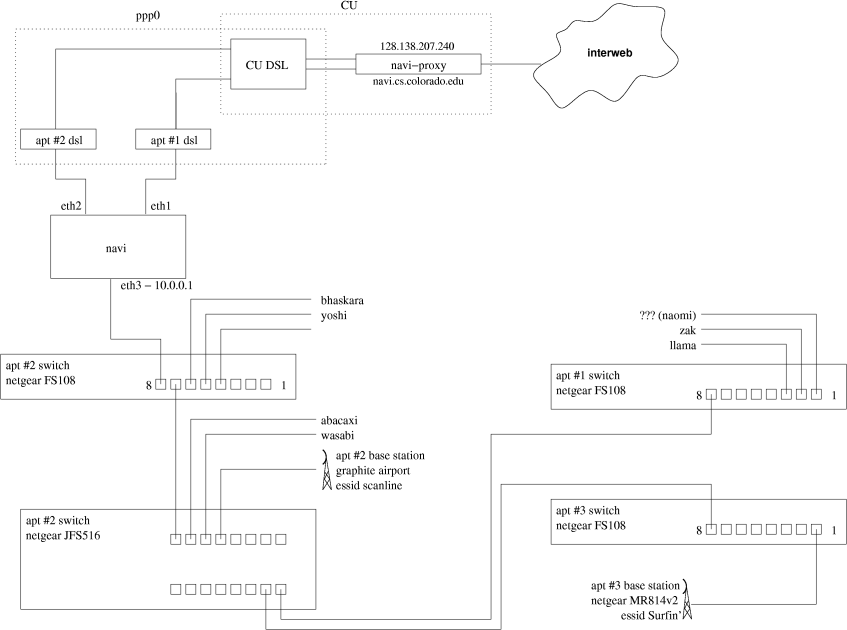 CU
ppp0
128.138.207.240
CU DSL
navi-proxy
navi.cs.colorado.edu
interweb
apt #2 dsl
apt #1 dsl
eth2
eth1
navi
eth3 - 10.0.0.1
bhaskara
yoshi
apt #2 switch
netgear FS108
8
1
??? (naomi)
zak
llama
apt #1 switch
netgear FS108
8
1
abacaxi
wasabi
apt #2 base station
graphite airport
essid scanline
apt #2 switch
netgear JFS516
apt #3 switch
netgear FS108
8
1
apt #3 base station
netgear MR814v2
essid Surfin'